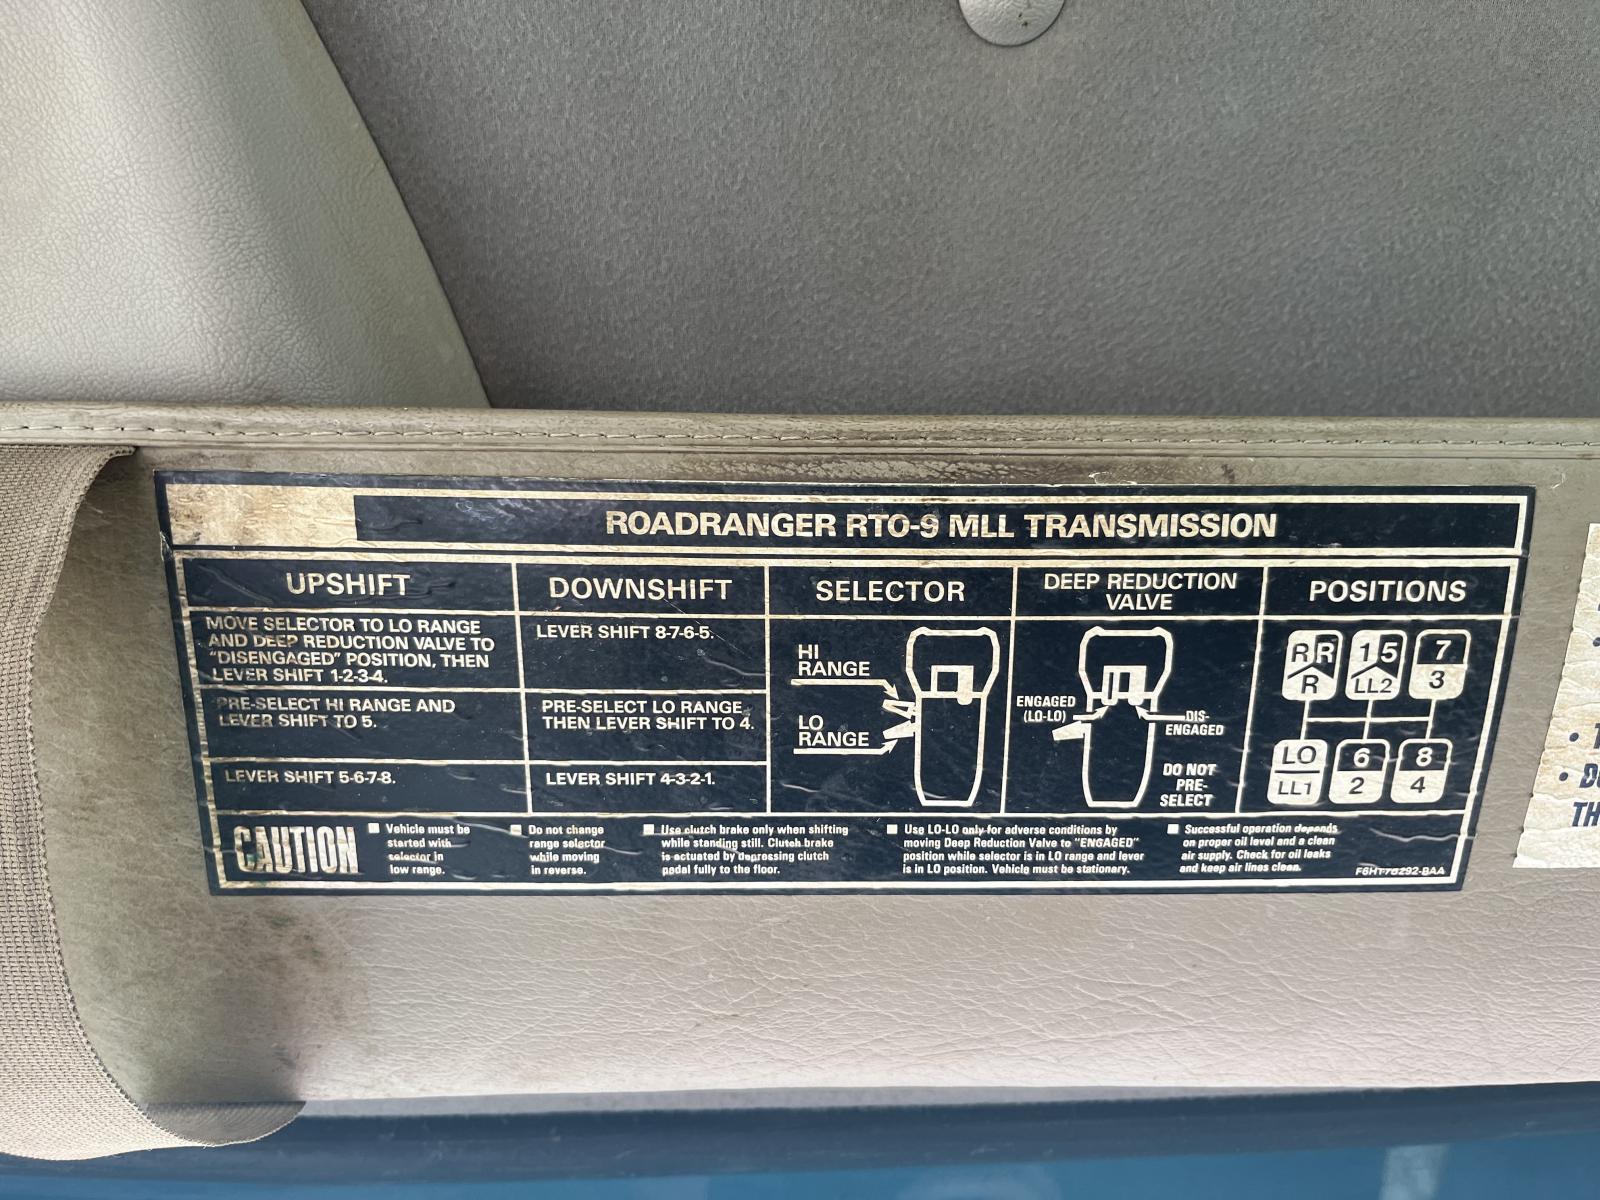 ROADRANGER RTO-9 MLL TRANSMISSION
UPSHIFT
MOVE SELECTOR TO LO RANGE
AND DEEP REDUCTION VALVE TO
"DISENGAGED" POSITION, THEN
LEVER SHIFT 1-2-3-4.
PRE-SELECT HI RANGE AND
LEVER SHIFT TO 5.
LEVER SHIFT 5-6-7-8.
DOWNSHIFT
LEVER SHIFT 8-7-6-5.
PRE-SELECT LO RANGE,
THEN LEVER SHIFT TO 4.
LEVER SHIFT 4-3-2-1.
SELECTOR
HI
RANGE
LO
RANGE
DEEP REDUCTION
VALVE
ENGAGED
(LO-LO)
DIS-
ENGAGED
DO NOT
PRE-
SELECT
POSITIONS
R R 1 5 7
R LL2 3
LO 6 8
LL1 2 4
CAUTION
Vehicle must be
started with
selector in
low range.
Do not change
range selector
while moving
in reverse.
Use clutch brake only when shifting
while standing still. Clutch brake
is actuated by depressing clutch
pedal fully to the floor.
Use LO-LO only for adverse conditions by
moving Deep Reduction Valve to "ENGAGED"
position while selector is in LO range and lever
is in LO position. Vehicle must be stationary.
Successful operation depends
on proper oil level and a clean
air supply. Check for oil leaks
and keep air lines clean.
TH